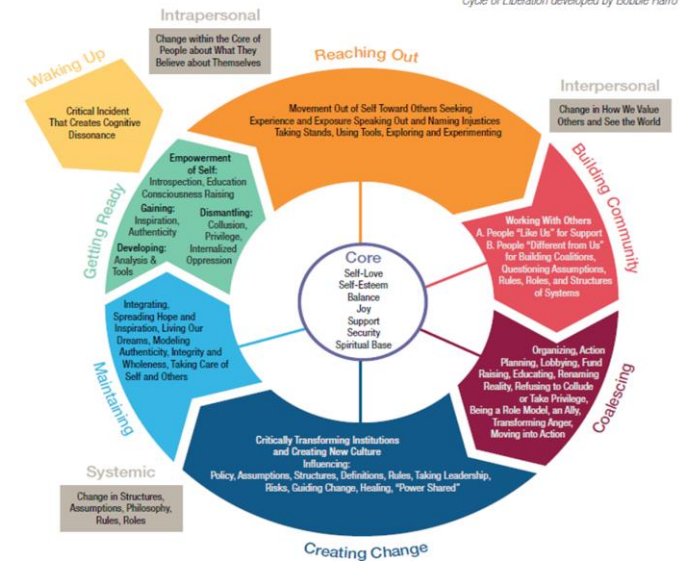 Cycle of Liberation developed by Bobbie Harro
Intrapersonal
Change within the Core of
People about What They
Believe about Themselves
Waking Up
Critical Incident
That Creates Cognitive
Dissonance
Reaching Out
Movement Out of Self Toward Others Seeking
Experience and Exposure Speaking Out and Naming Injustices
Taking Stands, Using Tools, Exploring and Experimenting
Interpersonal
Change in How We Value
Others and See the World
Getting Ready
Empowerment
of Self:
Introspection, Education
Consciousness Raising
Gaining:
Inspiration,
Authenticity
Dismantling:
Collusion,
Privilege,
Internalized
Oppression
Developing:
Analysis &
Tools
Building Community
Working With Others
A. People “Like Us” for Support
B. People “Different from Us”
for Building Coalitions,
Questioning Assumptions,
Rules, Roles, and Structures
of Systems
Core
Self-Love
Self-Esteem
Balance
Joy
Support
Security
Spiritual Base
Maintaining
Integrating,
Spreading Hope and
Inspiration, Living Our
Dreams, Modeling
Authenticity, Integrity and
Wholeness, Taking Care of
Self and Others
Coalescing
Organizing, Action
Planning, Lobbying, Fund
Raising, Educating, Renaming
Reality, Refusing to Collude
or Take Privilege,
Being a Role Model, an Ally,
Transforming Anger,
Moving into Action
Systemic
Change in Structures,
Assumptions, Philosophy,
Rules, Roles
Critically Transforming Institutions
and Creating New Culture
Influencing:
Policy, Assumptions, Structures, Definitions, Rules, Taking Leadership,
Risks, Guiding Change, Healing, “Power Shared”
Creating Change